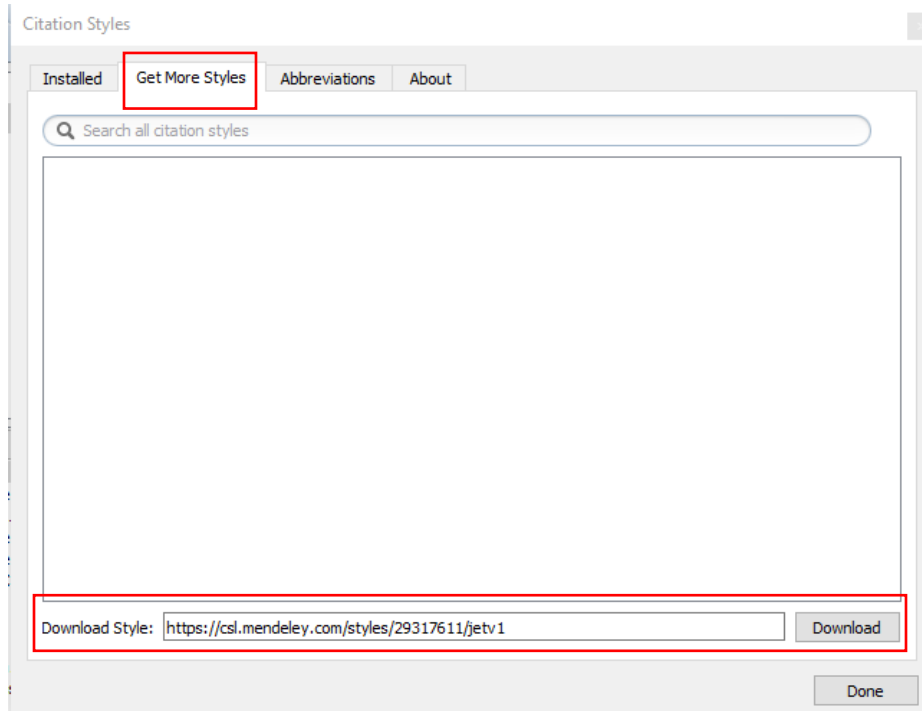 Citation Styles
Installed Get More Styles Abbreviations About
Search all citation styles
Download Style: https://csl.mendeley.com/styles/29317611/jetv1 Download
Done